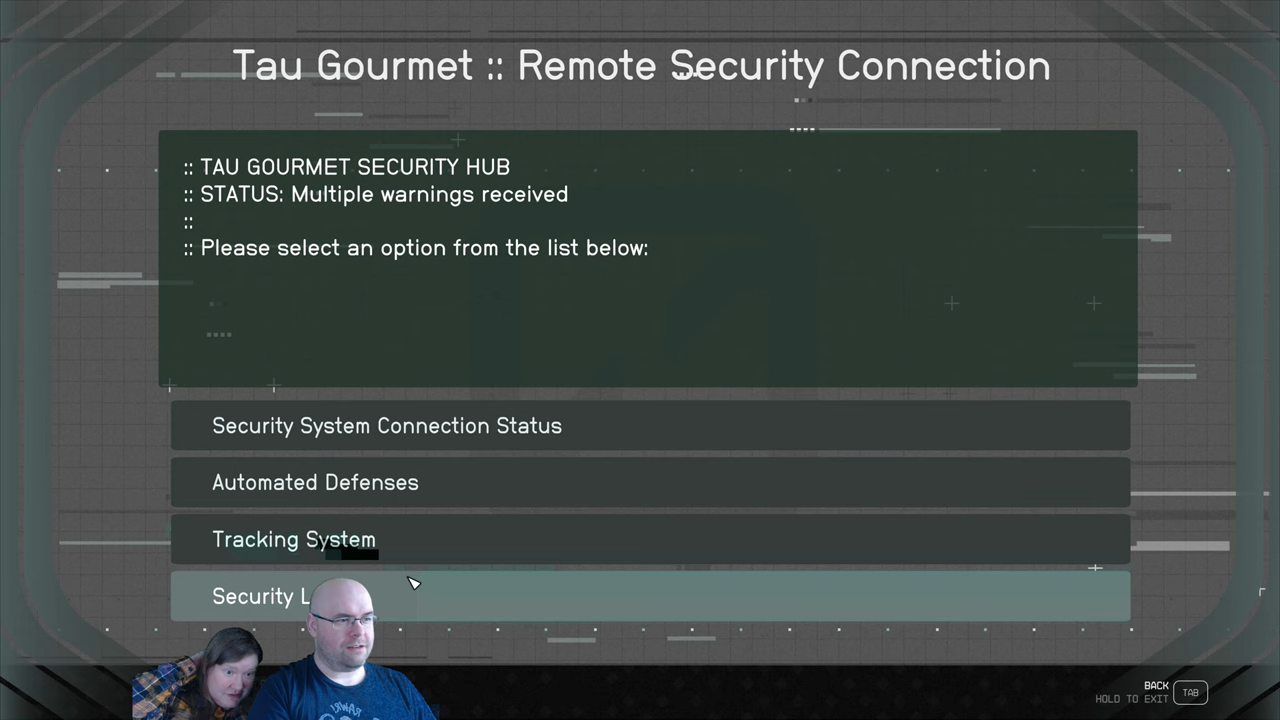 Tau Gourmet :: Remote Security Connection
:: TAU GOURMET SECURITY HUB
:: STATUS: Multiple warnings received
::
:: Please select an option from the list below:
Security System Connection Status
Automated Defenses
Tracking System
Security L
BACK
HOLD TO EXIT
TAB